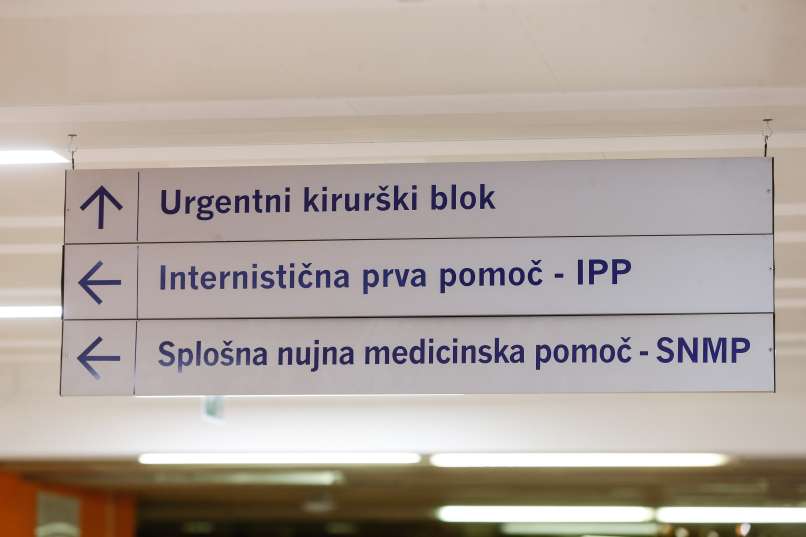 Urgentni kirurški blok
Internistična prva pomoč - IPP
Splošna nujna medicinska pomoč - SNMP